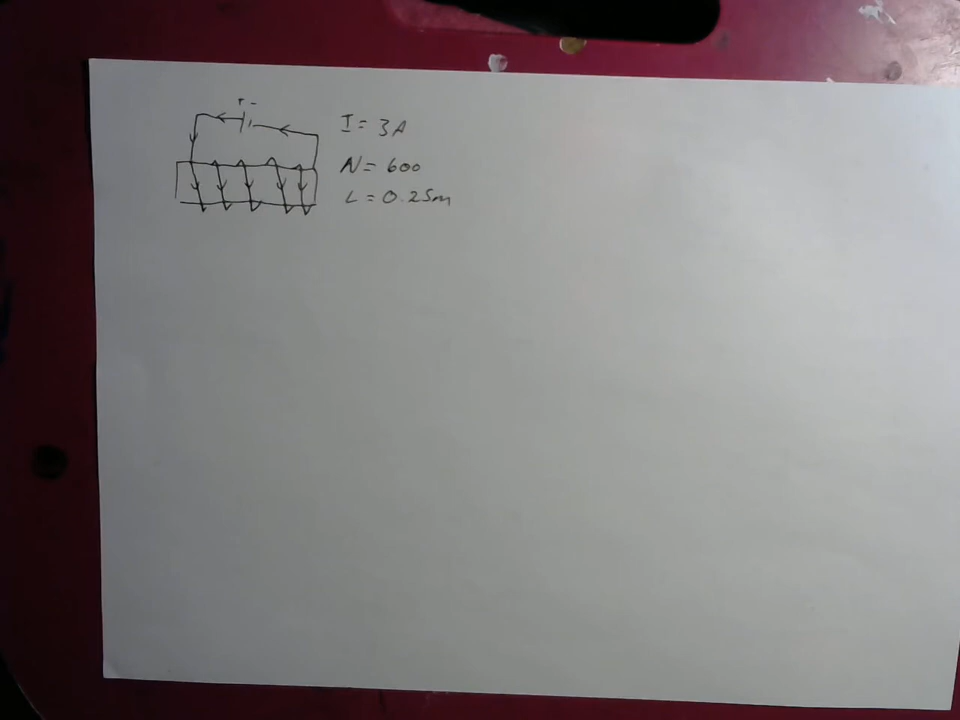 + -
I = 3A
N = 600
L = 0.25m